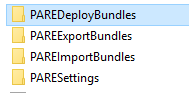 PAREDeployBundles
PAREExportBundles
PAREImportBundles
PARESettings